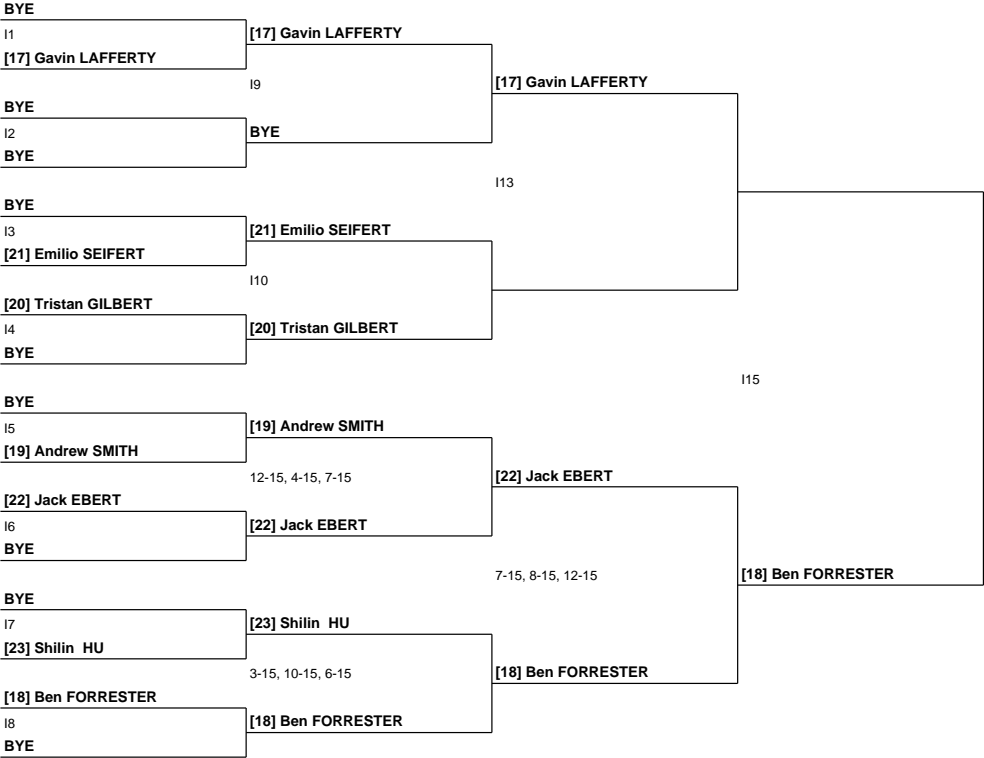 BYE
I1
[17] Gavin LAFFERTY
[17] Gavin LAFFERTY
I9
[17] Gavin LAFFERTY
BYE
I2
BYE
BYE
I13
BYE
I3
[21] Emilio SEIFERT
[21] Emilio SEIFERT
I10
[20] Tristan GILBERT
I4
BYE
[20] Tristan GILBERT
I15
BYE
I5
[19] Andrew SMITH
[19] Andrew SMITH
12-15, 4-15, 7-15
[22] Jack EBERT
[22] Jack EBERT
I6
BYE
[22] Jack EBERT
7-15, 8-15, 12-15
[18] Ben FORRESTER
BYE
I7
[23] Shilin  HU
[23] Shilin  HU
3-15, 10-15, 6-15
[18] Ben FORRESTER
[18] Ben FORRESTER
I8
BYE
[18] Ben FORRESTER